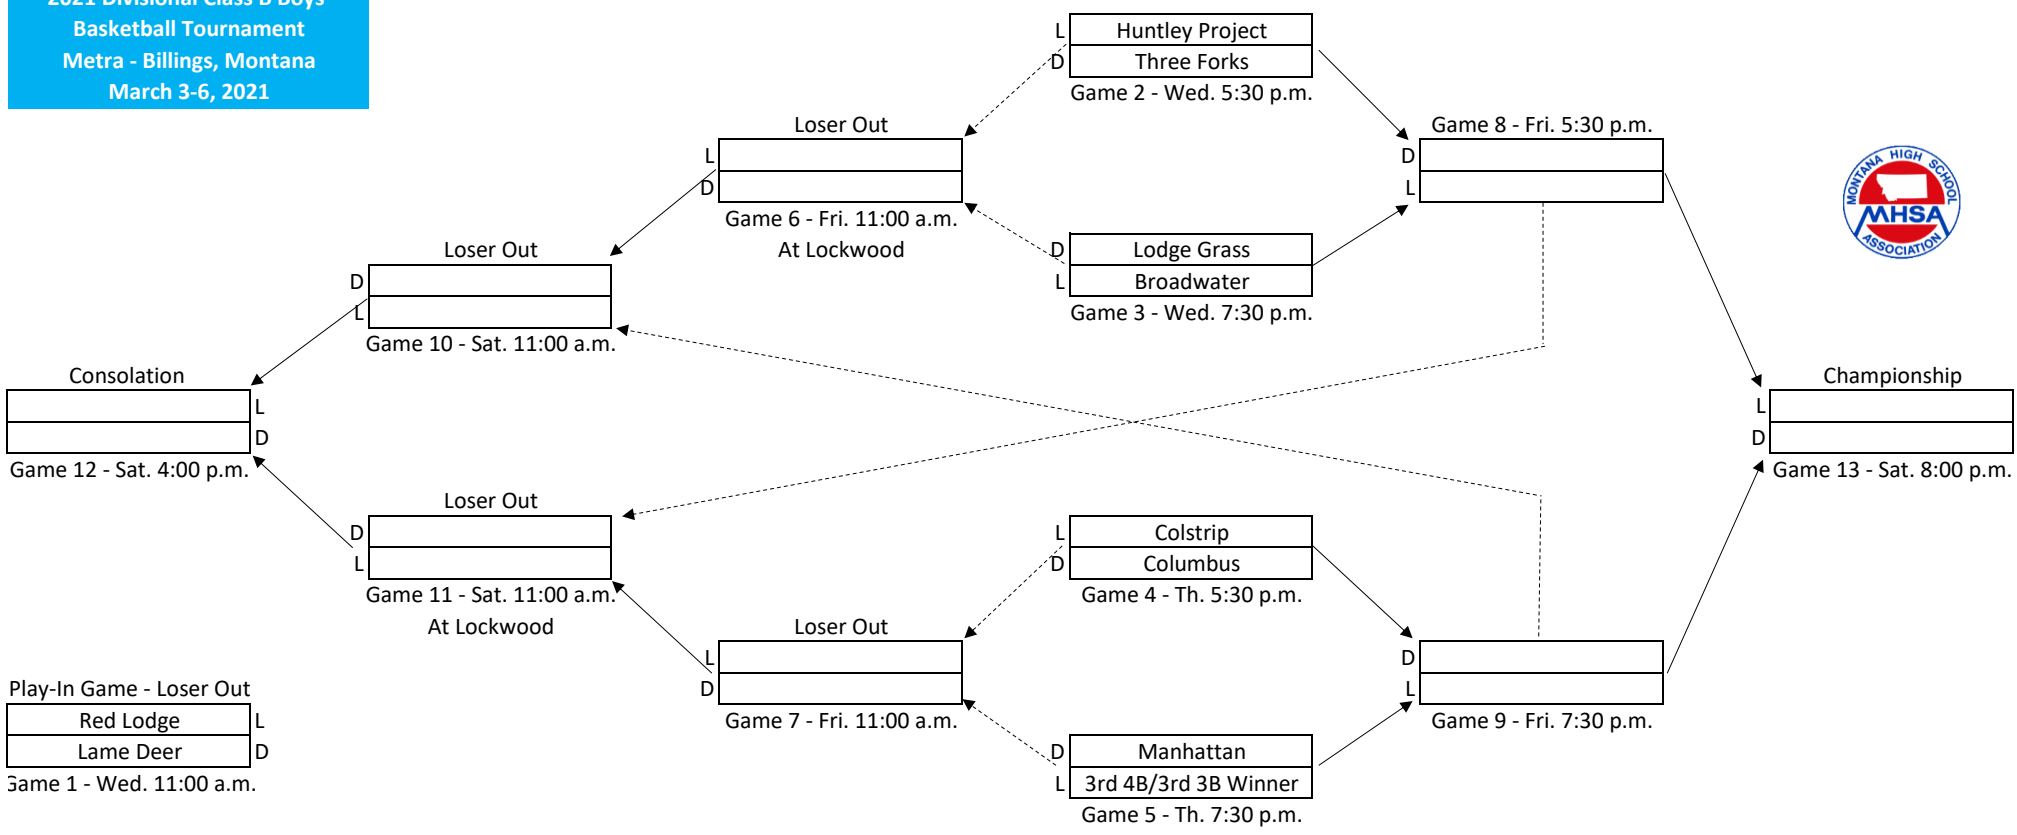 2021 Divisional Class B Boys
Basketball Tournament
Metra - Billings, Montana
March 3-6, 2021
L Huntley Project
D Three Forks
Game 2 - Wed. 5:30 p.m.
Loser Out
L
D
Game 6 - Fri. 11:00 a.m.
At Lockwood
Game 8 - Fri. 5:30 p.m.
D
L
MONTANA HIGH SCHOOL
MHSA
ASSOCIATION
D Lodge Grass
L Broadwater
Game 3 - Wed. 7:30 p.m.
Loser Out
D
L
Game 10 - Sat. 11:00 a.m.
Consolation
L
D
Game 12 - Sat. 4:00 p.m.
Championship
L
D
Game 13 - Sat. 8:00 p.m.
Loser Out
D
L
Game 11 - Sat. 11:00 a.m.
At Lockwood
L Colstrip
D Columbus
Game 4 - Th. 5:30 p.m.
Loser Out
L
D
Game 7 - Fri. 11:00 a.m.
D
L
Game 9 - Fri. 7:30 p.m.
Play-In Game - Loser Out
Red Lodge L
Lame Deer D
Game 1 - Wed. 11:00 a.m.
D Manhattan
L 3rd 4B/3rd 3B Winner
Game 5 - Th. 7:30 p.m.